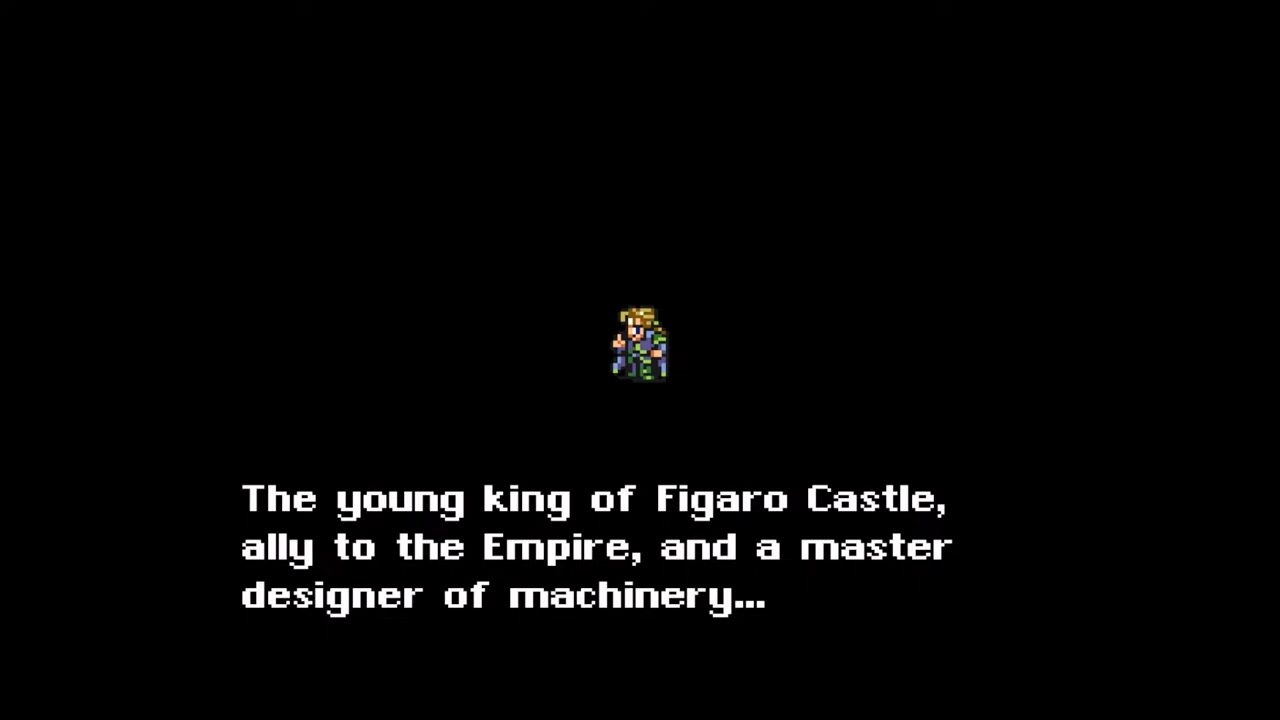 The young king of Figaro Castle,
ally to the Empire, and a master
designer of machinery...